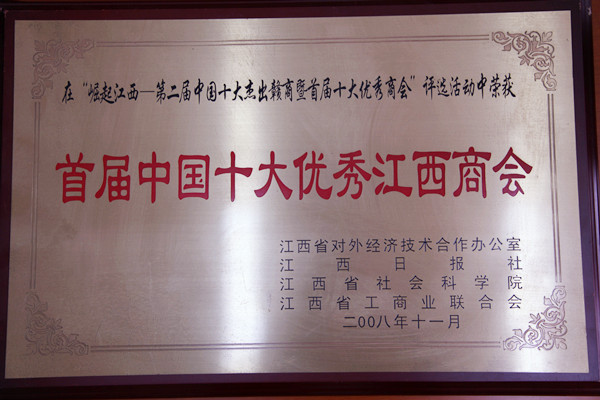 在“崛起江西—第二届中国十大杰出赣商暨首届十大优秀商会”评选活动中荣获
首届中国十大优秀江西商会
江西省对外经济技术合作办公室
江西日报社
江西省社会科学院
江西省工商业联合会
二00八年十一月